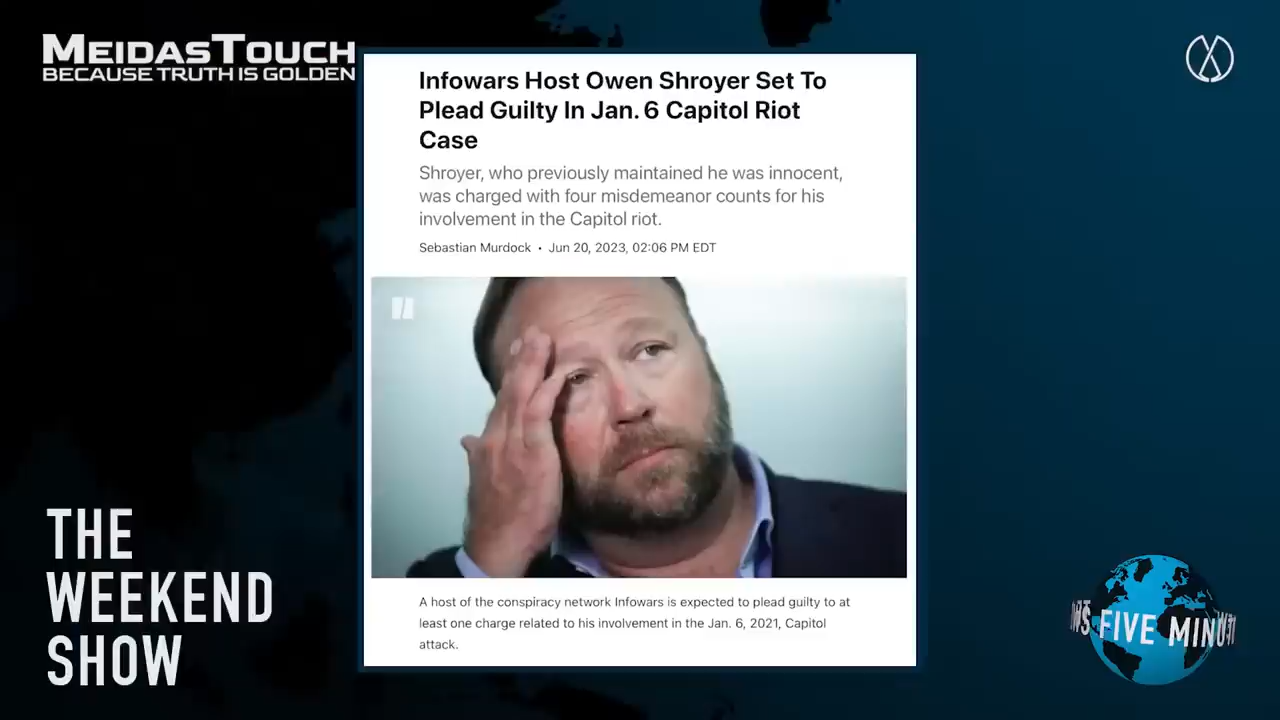 MEIDASTOUCH
BECAUSE TRUTH IS GOLDEN
Infowars Host Owen Shroyer Set To
Plead Guilty In Jan. 6 Capitol Riot
Case
Shroyer, who previously maintained he was innocent,
was charged with four misdemeanor counts for his
involvement in the Capitol riot.
Sebastian Murdock • Jun 20, 2023, 02:06 PM EDT
A host of the conspiracy network Infowars is expected to plead guilty to at
least one charge related to his involvement in the Jan. 6, 2021, Capitol
attack.
THE
WEEKEND
SHOW
FIVE